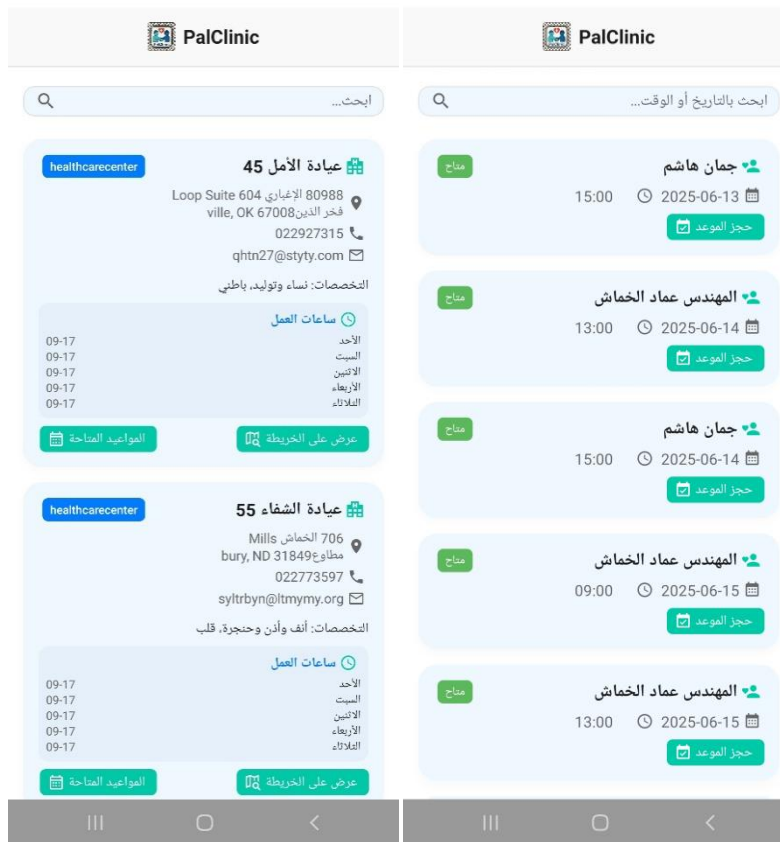 PalClinic
ابحث...
عيادة الأمل 45
healthcarecenter
80988 الإغباري Loop Suite 604
فخر الدينville, OK 67008
022927315
qhtn27@styty.com
التخصصات: نساء وتوليد، باطني
ساعات العمل
الأحد 09-17
السبت 09-17
الاثنين 09-17
الأربعاء 09-17
الثلاثاء 09-17
عرض على الخريطة
المواعيد المتاحة
عيادة الشفاء 55
healthcarecenter
706 الخماش Mills
مطاوعbury, ND 31849
022773597
syltrbyn@ltmymy.org
التخصصات: أنف وأذن وحنجرة، قلب
ساعات العمل
الأحد 09-17
السبت 09-17
الاثنين 09-17
الأربعاء 09-17
الثلاثاء 09-17
عرض على الخريطة
المواعيد المتاحة
PalClinic
ابحث بالتاريخ أو الوقت...
جمان هاشم
متاح
2025-06-13 15:00
حجز الموعد
المهندس عماد الخماش
متاح
2025-06-14 13:00
حجز الموعد
جمان هاشم
متاح
2025-06-14 15:00
حجز الموعد
المهندس عماد الخماش
متاح
2025-06-15 09:00
حجز الموعد
المهندس عماد الخماش
متاح
2025-06-15 13:00
حجز الموعد